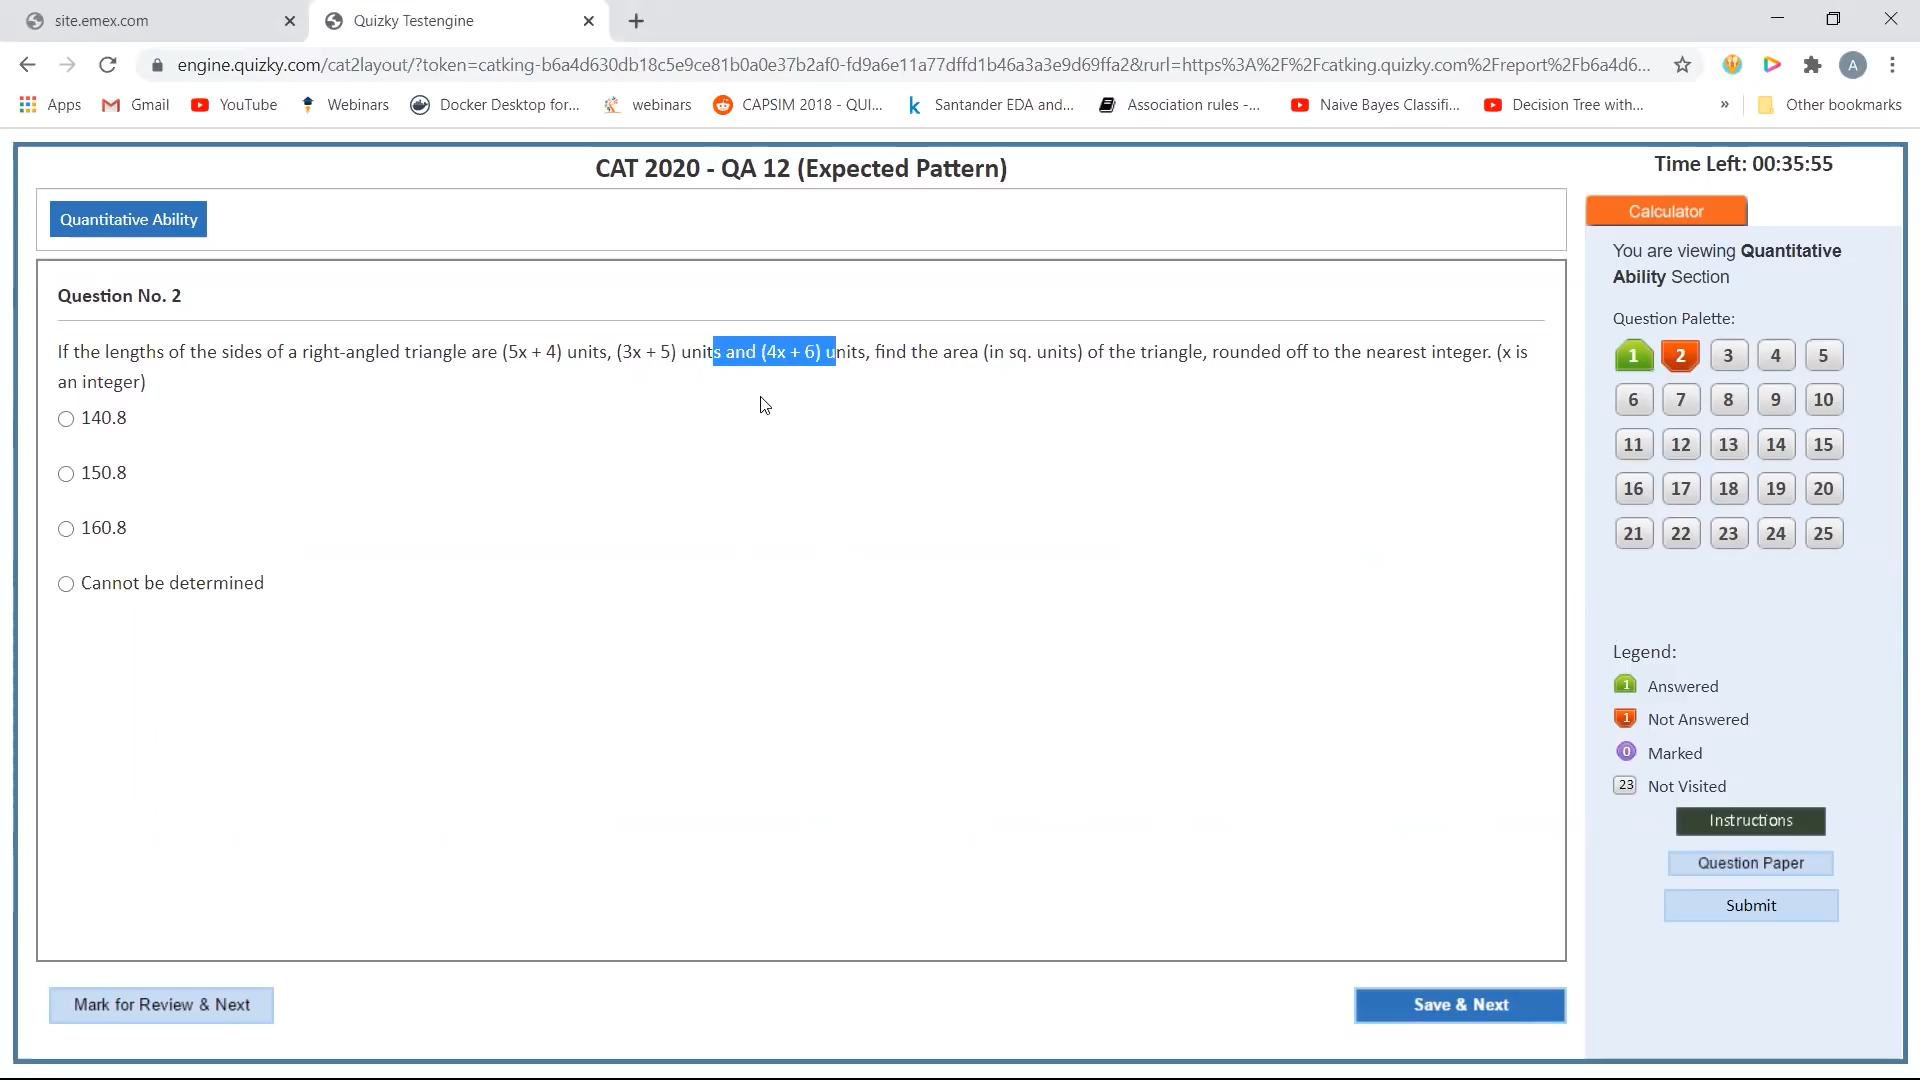 site.emex.com
Quizky Testengine
engine.quizky.com/cat2layout/?token=catking-b6a4d630db18c5e9ce81b0a0e37b2af0-fd9a6e11a77dffd1b46a3a3e9d69ffa2&rurl=https%3A%2F%2Fcatking.quizky.com%2Freport%2Fb6a4d6...
A
Apps
Gmail
YouTube
Webinars
Docker Desktop for...
webinars
CAPSIM 2018 - QUI...
Santander EDA and...
Association rules -...
Naive Bayes Classifi...
Decision Tree with...
»
Other bookmarks
CAT 2020 - QA 12 (Expected Pattern)
Time Left: 00:35:55
Quantitative Ability
Calculator
You are viewing Quantitative
Ability Section
Question No. 2
If the lengths of the sides of a right-angled triangle are (5x + 4) units, (3x + 5) units and (4x + 6) units, find the area (in sq. units) of the triangle, rounded off to the nearest integer. (x is
an integer)
140.8
150.8
160.8
Cannot be determined
Question Palette:
1 2 3 4 5
6 7 8 9 10
11 12 13 14 15
16 17 18 19 20
21 22 23 24 25
Legend:
1 Answered
1 Not Answered
0 Marked
23 Not Visited
Instructions
Question Paper
Submit
Mark for Review & Next
Save & Next